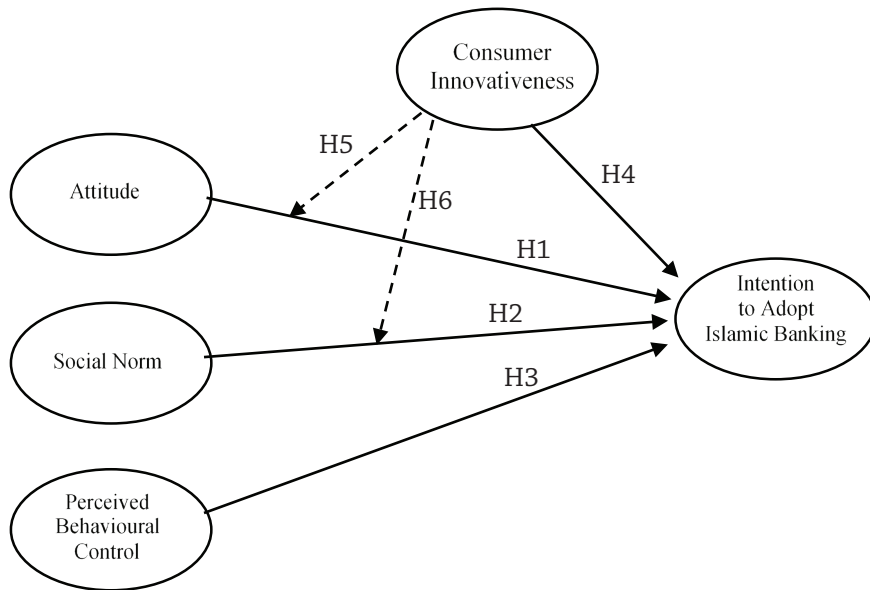 Consumer
Innovativeness
H5
H4
Attitude
H6
H1
Intention
to Adopt
Islamic Banking
H2
Social Norm
H3
Perceived
Behavioural
Control